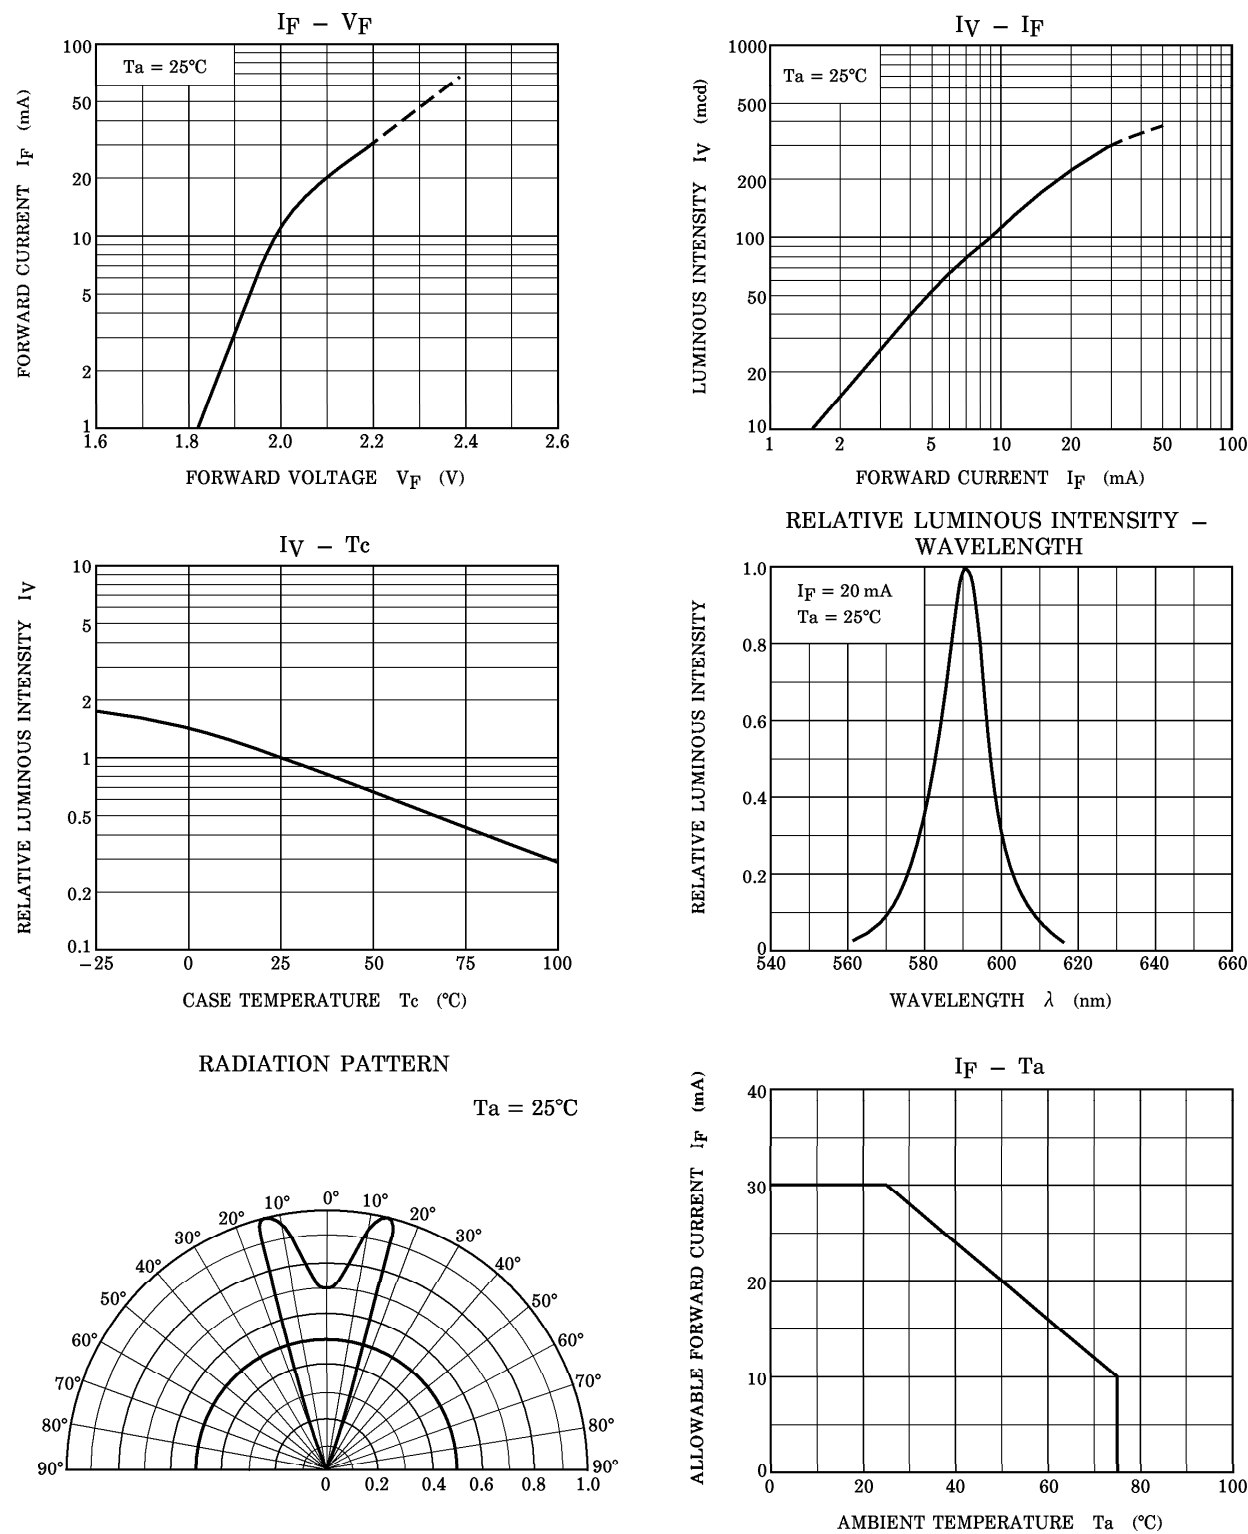 IF – VF
Ta = 25°C
100
50
20
10
5
2
1
1.6 1.8 2.0 2.2 2.4 2.6
FORWARD CURRENT IF (mA)
FORWARD VOLTAGE VF (V)
IV – IF
Ta = 25°C
1000
500
200
100
50
20
10
1 2 5 10 20 50 100
LUMINOUS INTENSITY IV (mcd)
FORWARD CURRENT IF (mA)
IV – Tc
10
5
2
1
0.5
0.2
0.1
−25 0 25 50 75 100
RELATIVE LUMINOUS INTENSITY IV
CASE TEMPERATURE Tc (°C)
RELATIVE LUMINOUS INTENSITY –
WAVELENGTH
IF = 20 mA
Ta = 25°C
1.0
0.8
0.6
0.4
0.2
0
540 560 580 600 620 640 660
RELATIVE LUMINOUS INTENSITY
WAVELENGTH λ (nm)
RADIATION PATTERN
Ta = 25°C
90° 80° 70° 60° 50° 40° 30° 20° 10° 0° 10° 20° 30° 40° 50° 60° 70° 80° 90°
0 0.2 0.4 0.6 0.8 1.0
IF – Ta
40
30
20
10
0
0 20 40 60 80 100
ALLOWABLE FORWARD CURRENT IF (mA)
AMBIENT TEMPERATURE Ta (°C)